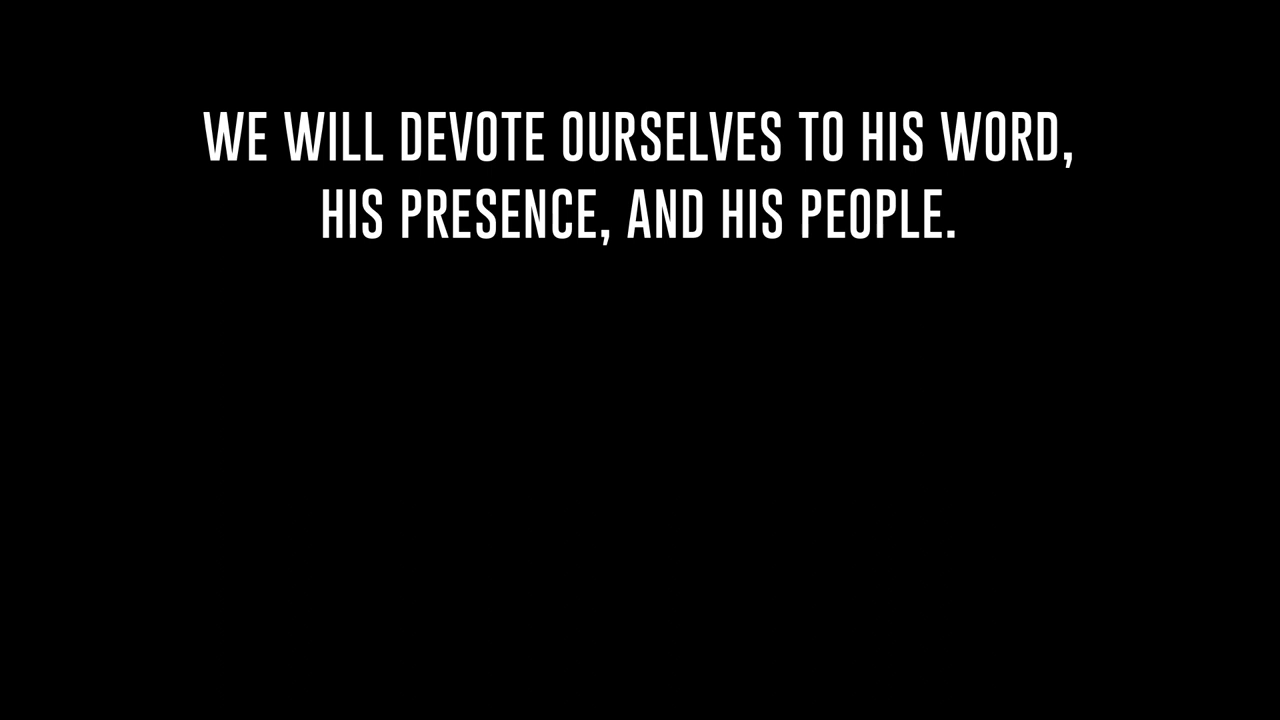 WE WILL DEVOTE OURSELVES TO HIS WORD,
HIS PRESENCE, AND HIS PEOPLE.